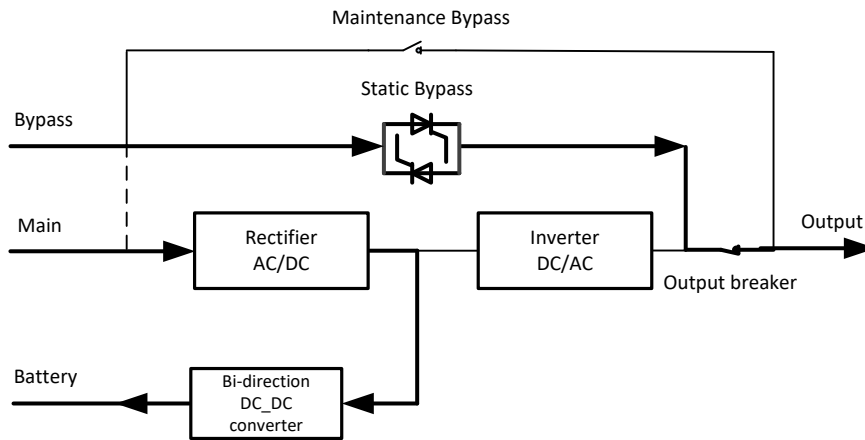 Maintenance Bypass
Static Bypass
Bypass
Main
Rectifier
AC/DC
Inverter
DC/AC
Output
Output breaker
Battery
Bi-direction
DC_DC
converter